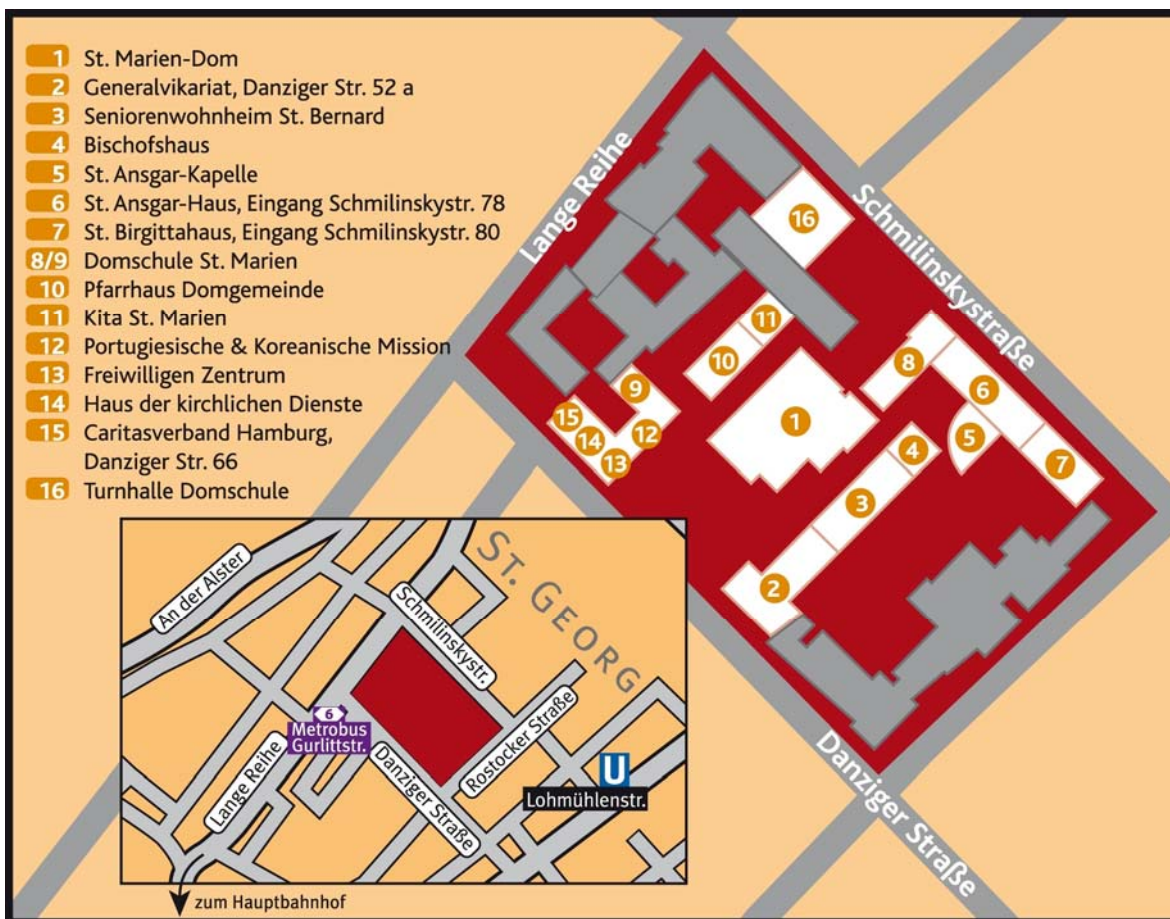 1 St. Marien-Dom
2 Generalvikariat, Danziger Str. 52 a
3 Seniorenwohnheim St. Bernard
4 Bischofshaus
5 St. Ansgar-Kapelle
6 St. Ansgar-Haus, Eingang Schmilinskystr. 78
7 St. Birgittahaus, Eingang Schmilinskystr. 80
8/9 Domschule St. Marien
10 Pfarrhaus Domgemeinde
11 Kita St. Marien
12 Portugiesische & Koreanische Mission
13 Freiwilligen Zentrum
14 Haus der kirchlichen Dienste
15 Caritasverband Hamburg,
Danziger Str. 66
16 Turnhalle Domschule
Lange Reihe
Schmilinskystraße
Danziger Straße
16
11
10
9
8
6
15
14
12
13
1
5
4
7
3
2
An der Alster
ST. GEORG
Schmilinskystr.
6
Metrobus
Gurlittstr.
Lange Reihe
Danziger Straße
Rostocker Straße
U
Lohmühlenstr.
zum Hauptbahnhof